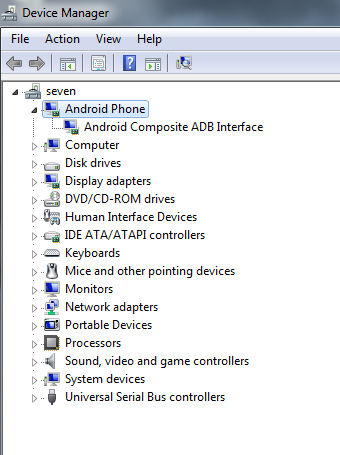 Device Manager
File Action View Help
seven
Android Phone
Android Composite ADB Interface
Computer
Disk drives
Display adapters
DVD/CD-ROM drives
Human Interface Devices
IDE ATA/ATAPI controllers
Keyboards
Mice and other pointing devices
Monitors
Network adapters
Portable Devices
Processors
Sound, video and game controllers
System devices
Universal Serial Bus controllers